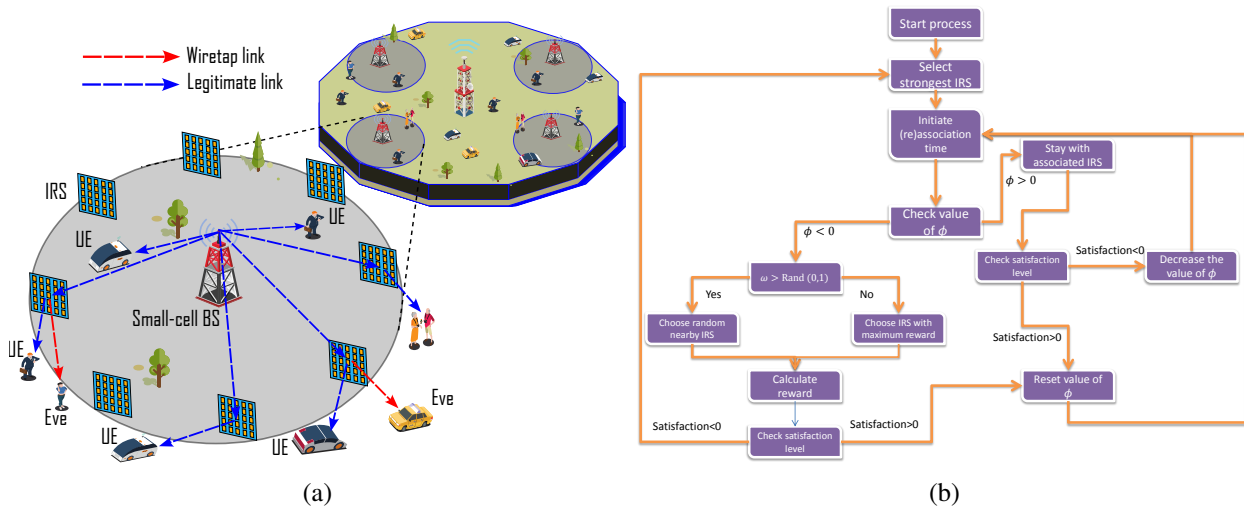 Wiretap link
Legitimate link
IRS
UE
UE
Small-cell BS
UE
Eve
UE
UE
Eve
(a)
Start process
Select
strongest IRS
Initiate
(re)association
time
Stay with
associated IRS
ϕ > 0
Check value
of ϕ
ϕ < 0
Check satisfaction
level
Satisfaction<0
Decrease the
value of ϕ
ω > Rand (0,1)
Yes
No
Choose random
nearby IRS
Choose IRS with
maximum reward
Satisfaction>0
Calculate
reward
Reset value of
ϕ
Satisfaction<0
Check satisfaction
level
Satisfaction>0
(b)